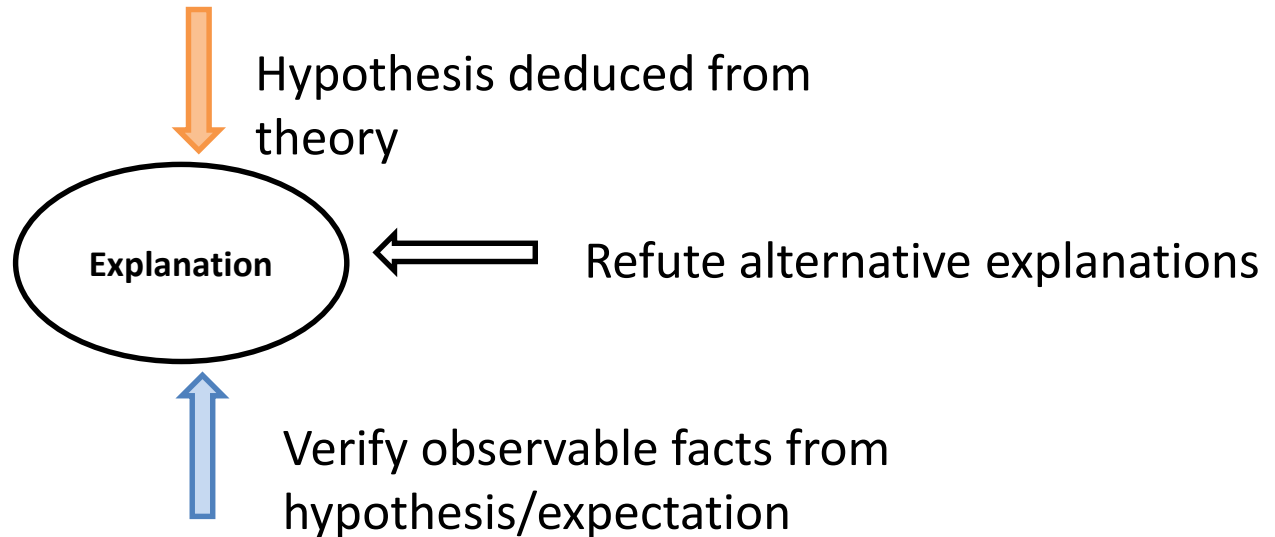 Hypothesis deduced from
theory
Explanation
Refute alternative explanations
Verify observable facts from
hypothesis/expectation